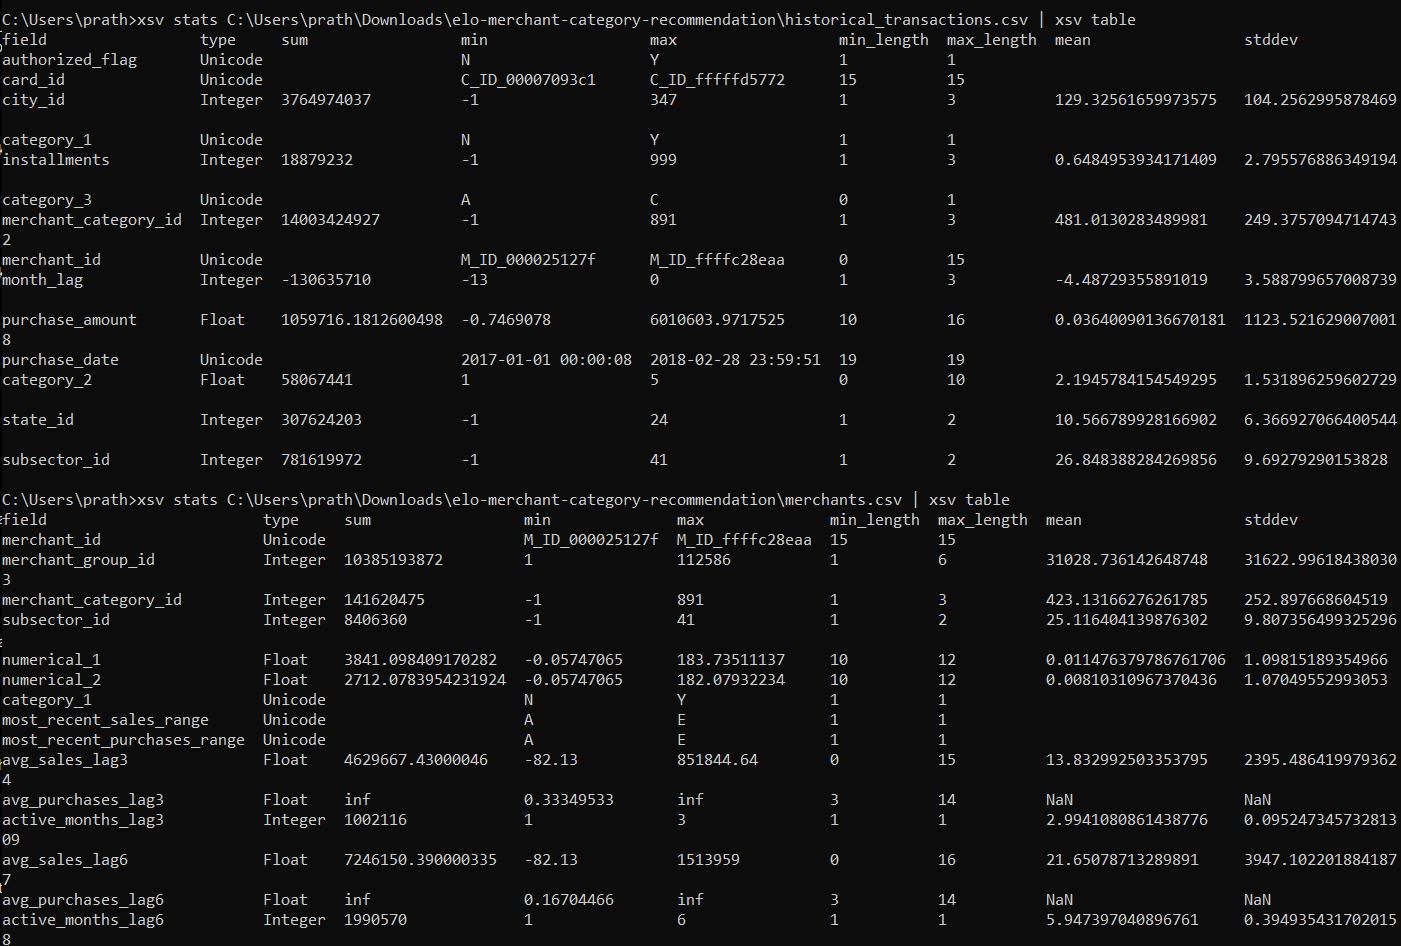 C:\Users\prath>xsv stats C:\Users\prath\Downloads\elo-merchant-category-recommendation\historical_transactions.csv | xsv table
field type sum min max min_length max_length mean stddev
authorized_flag Unicode N Y 1 1
card_id Unicode C_ID_00007093c1 C_ID_fffffd5772 15 15
city_id Integer 3764974037 -1 347 1 3 129.32561659973575 104.2562995878469
category_1 Unicode N Y 1 1
installments Integer 18879232 -1 999 1 3 0.6484953934171409 2.795576886349194
category_3 Unicode A C 0 1
merchant_category_id Integer 14003424927 -1 891 1 3 481.0130283489981 249.3757094714743
2
merchant_id Unicode M_ID_000025127f M_ID_ffffc28eaa 0 15
month_lag Integer -130635710 -13 0 1 3 -4.48729355891019 3.588799657008739
purchase_amount Float 1059716.1812600498 -0.7469078 6010603.9717525 10 16 0.03640090136670181 1123.521629007001
8
purchase_date Unicode 2017-01-01 00:00:08 2018-02-28 23:59:51 19 19
category_2 Float 58067441 1 5 0 10 2.1945784154549295 1.531896259602729
state_id Integer 307624203 -1 24 1 2 10.566789928166902 6.366927066400544
subsector_id Integer 781619972 -1 41 1 2 26.848388284269856 9.69279290153828
C:\Users\prath>xsv stats C:\Users\prath\Downloads\elo-merchant-category-recommendation\merchants.csv | xsv table
field type sum min max min_length max_length mean stddev
merchant_id Unicode M_ID_000025127f M_ID_ffffc28eaa 15 15
merchant_group_id Integer 10385193872 1 112586 1 6 31028.736142648748 31622.99618438030
3
merchant_category_id Integer 141620475 -1 891 1 3 423.13166276261785 252.897668604519
subsector_id Integer 8406360 -1 41 1 2 25.116404139876302 9.807356499325296
numerical_1 Float 3841.098409170282 -0.05747065 183.73511137 10 12 0.011476379786761706 1.09815189354966
numerical_2 Float 2712.0783954231924 -0.05747065 182.07932234 10 12 0.00810310967370436 1.07049552993053
category_1 Unicode N Y 1 1
most_recent_sales_range Unicode A E 1 1
most_recent_purchases_range Unicode A E 1 1
avg_sales_lag3 Float 4629667.43000046 -82.13 851844.64 0 15 13.832992503353795 2395.486419979362
4
avg_purchases_lag3 Float inf 0.33349533 inf 3 14 NaN NaN
active_months_lag3 Integer 1002116 1 3 1 1 2.9941080861438776 0.095247345732813
09
avg_sales_lag6 Float 7246150.390000335 -82.13 1513959 0 16 21.65078713289891 3947.102201884187
7
avg_purchases_lag6 Float inf 0.16704466 inf 3 14 NaN NaN
active_months_lag6 Integer 1990570 1 6 1 1 5.947397040896761 0.394935431702015
8